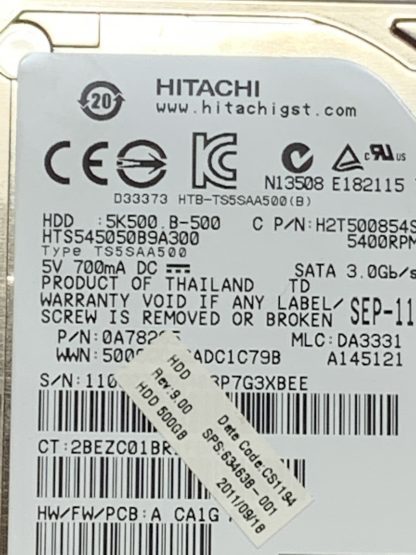 20
HITACHI
www.hitachigst.com
D33373 HTB-TS5SAA500(B)
N13508 E182115
HDD :5K500.B-500 C P/N:H2T500854S
HTS545050B9A300 5400RPM
Type TS5SAA500
5V 700mA DC SATA 3.0Gb/s
PRODUCT OF THAILAND TD
WARRANTY VOID IF ANY LABEL/
SCREW IS REMOVED OR BROKEN SEP-11
P/N:0A782 MLC:DA3331
WWN:500 ADC1C79B A145121
S/N:110 3P7G3XBEE
CT:2BEZC01BR
HW/FW/PCB:A CA1G
HDD
Rev:9.00 Date Code:CS1194
HDD 500GB SPS:634638-001
2011/09/18